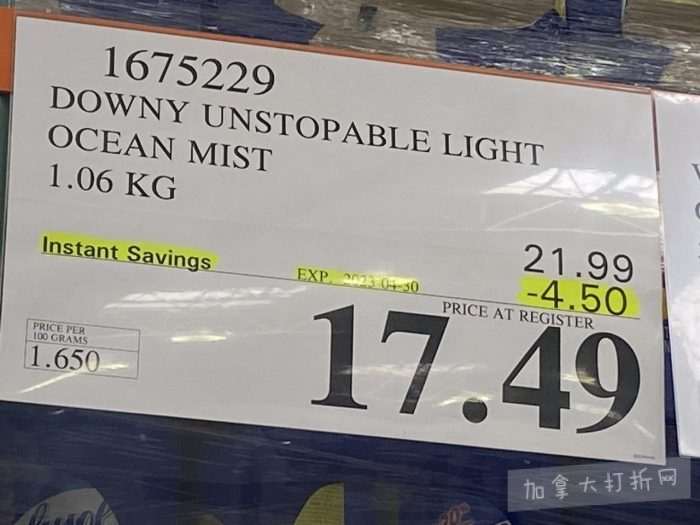 1675229
DOWNY UNSTOPABLE LIGHT
OCEAN MIST
1.06 KG
Instant Savings
21.99
EXP. 2023-04-30
-4.50
PRICE AT REGISTER
17.49
PRICE PER
100 GRAMS
1.650
加拿大打折网